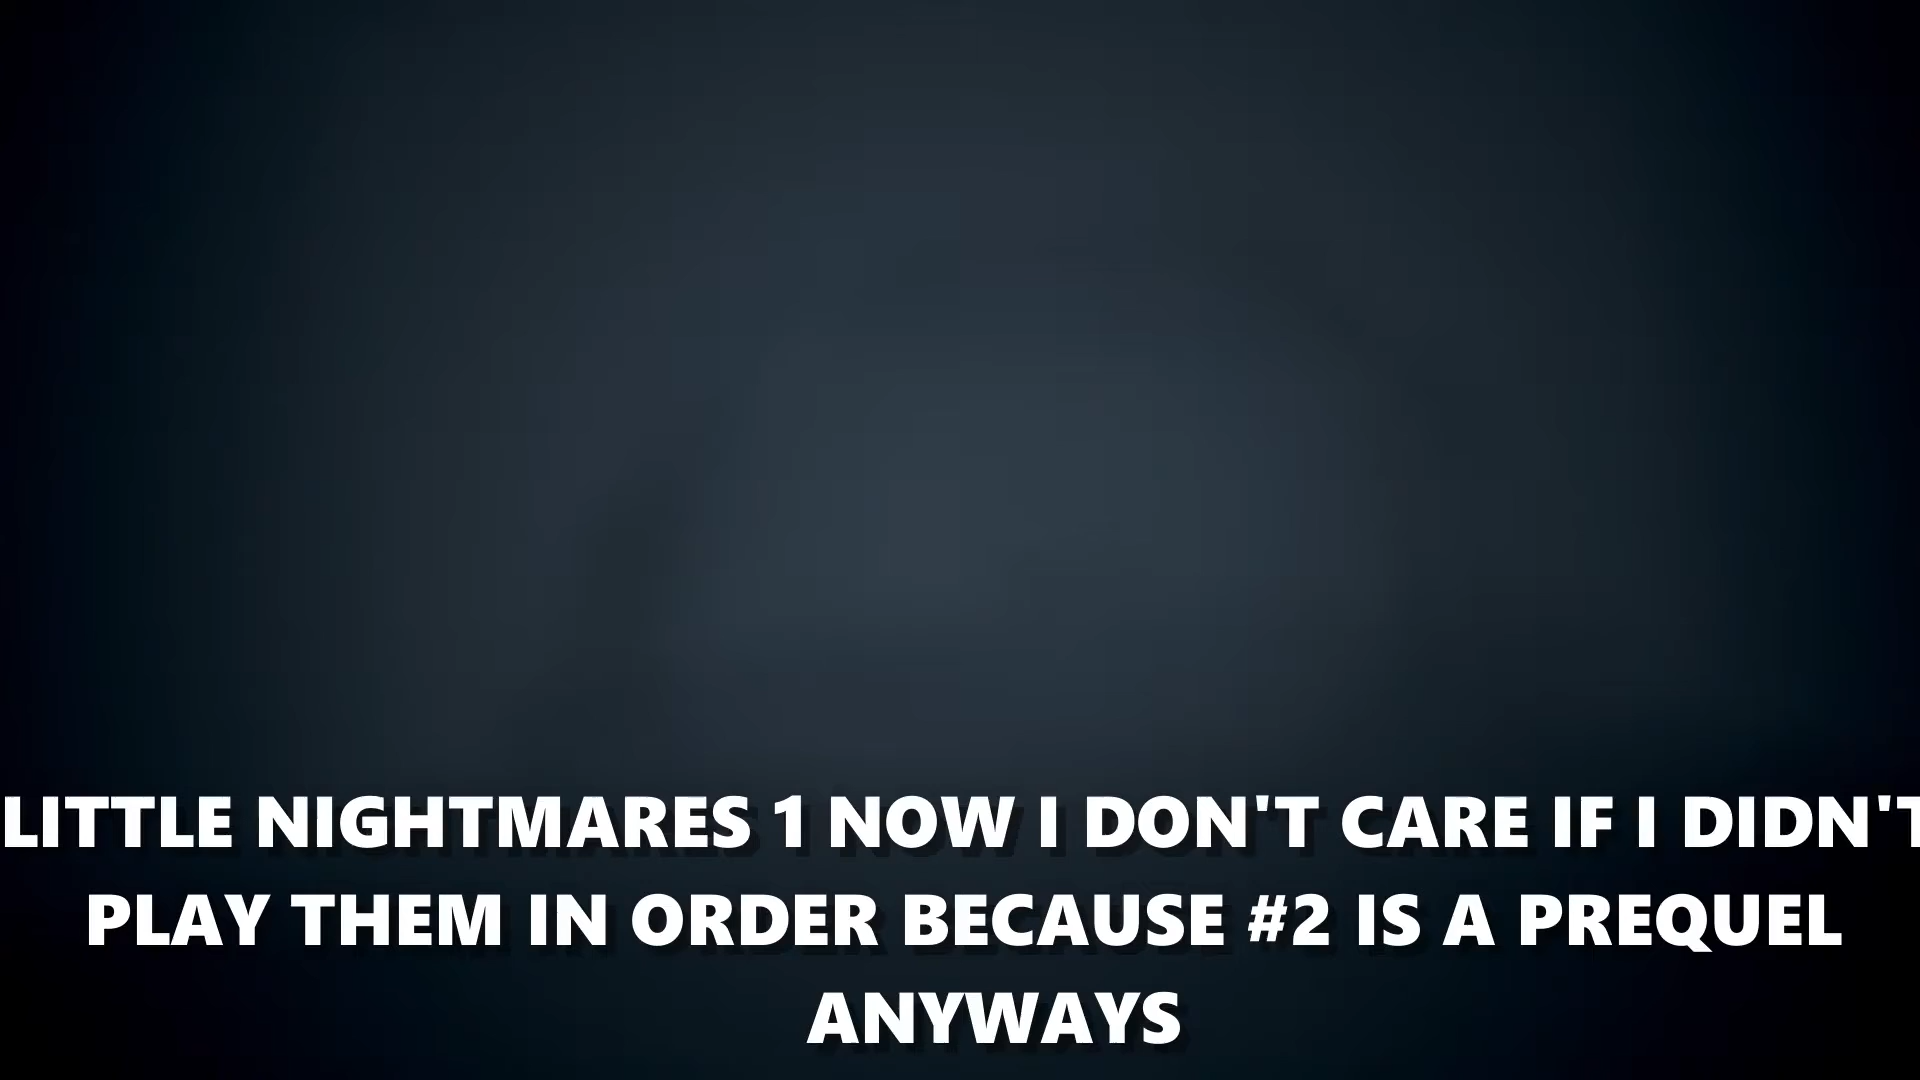 LITTLE NIGHTMARES 1 NOW I DON'T CARE IF I DIDN'T
PLAY THEM IN ORDER BECAUSE #2 IS A PREQUEL
ANYWAYS